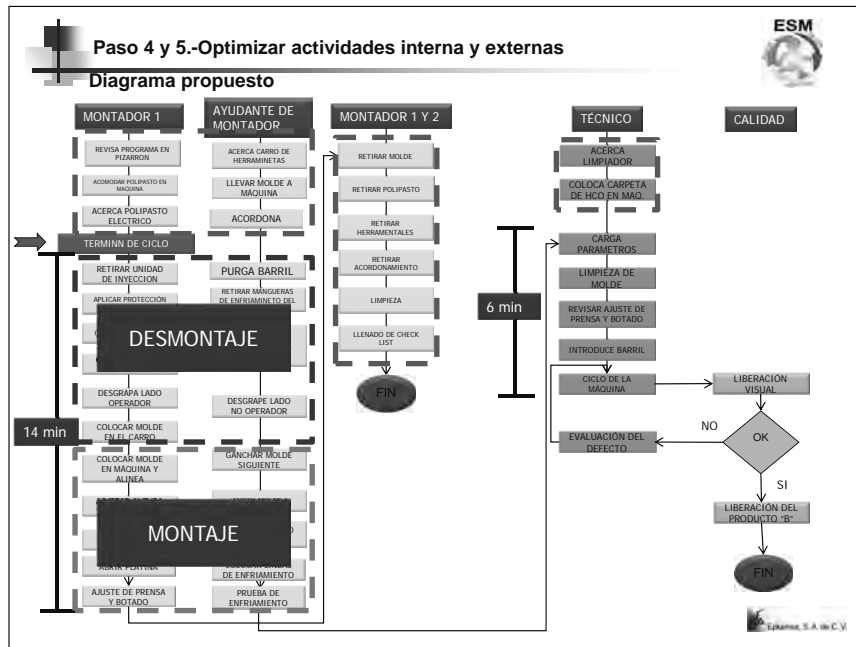 ESM
Paso 4 y 5.-Optimizar actividades interna y externas
Diagrama propuesto
MONTADOR 1
REVISA PROGRAMA EN
PIZARRON
ACOMODAR POLIPASTO EN
MAQUINA
ACERCA POLIPASTO
ELECTRICO
TERMINN DE CICLO
RETIRAR UNIDAD
DE INYECCION
APLICAR PROTECCIÓN
DESGRAPA LADO
OPERADOR
COLOCAR MOLDE
EN EL CARRO
COLOCAR MOLDE
EN MÁQUINA Y
ALINEA
ABRIR PLATINA
AJUSTE DE PRENSA
Y BOTADO
AYUDANTE DE
MONTADOR
ACERCA CARRO DE
HERRAMINETAS
LLEVAR MOLDE A
MÁQUINA
ACORDONA
PURGA BARRIL
RETIRAR MANGUERAS
DE ENFRIAMINETO DEL
DESGRAPE LADO
NO OPERADOR
GANCHAR MOLDE
SIGUIENTE
DE ENFRIAMIENTO
PRUEBA DE
ENFRIAMIENTO
DESMONTAJE
MONTAJE
14 min
MONTADOR 1 Y 2
RETIRAR MOLDE
RETIRAR POLIPASTO
RETIRAR
HERRAMENTALES
RETIRAR
ACORDONAMIENTO
LIMPIEZA
LLENADO DE CHECK
LIST
FIN
6 min
TÉCNICO
ACERCA
LIMPIADOR
COLOCA CARPETA
DE HCO EN MAQ.
CARGA
PARAMETROS
LIMPIEZA DE
MOLDE
REVISAR AJUSTE DE
PRENSA Y BOTADO
INTRODUCE BARRIL
CICLO DE LA
MÁQUINA
EVALUACIÓN DEL
DEFECTO
CALIDAD
LIBERACIÓN
VISUAL
NO
OK
SI
LIBERACIÓN DEL
PRODUCTO "B"
FIN
S.A. de C. V.